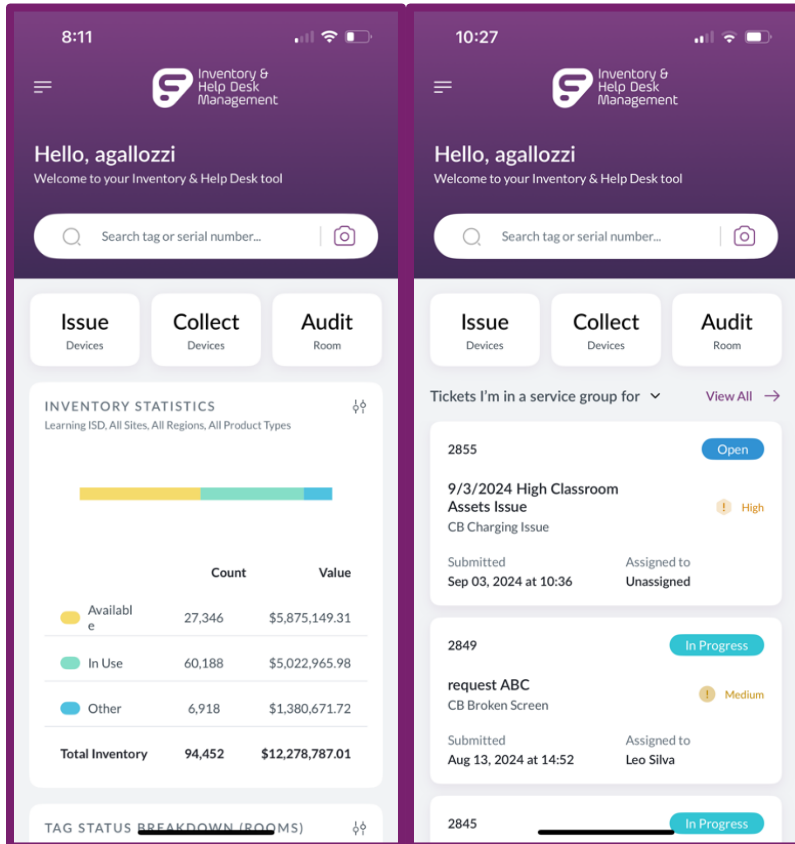 8:11
Inventory &
Help Desk
Management
Hello, agallozzi
Welcome to your Inventory & Help Desk tool
Search tag or serial number...
Issue
Devices
Collect
Devices
Audit
Room
INVENTORY STATISTICS
Learning ISD, All Sites, All Regions, All Product Types
Count Value
Availabl
e
27,346 $5,875,149.31
In Use 60,188 $5,022,965.98
Other 6,918 $1,380,671.72
Total Inventory 94,452 $12,278,787.01
TAG STATUS BREAKDOWN (ROOMS)
10:27
Inventory &
Help Desk
Management
Hello, agallozzi
Welcome to your Inventory & Help Desk tool
Search tag or serial number...
Issue
Devices
Collect
Devices
Audit
Room
Tickets I'm in a service group for View All
2855 Open
9/3/2024 High Classroom
Assets Issue
! High
CB Charging Issue
Submitted Assigned to
Sep 03, 2024 at 10:36 Unassigned
2849 In Progress
request ABC
! Medium
CB Broken Screen
Submitted Assigned to
Aug 13, 2024 at 14:52 Leo Silva
2845 In Progress